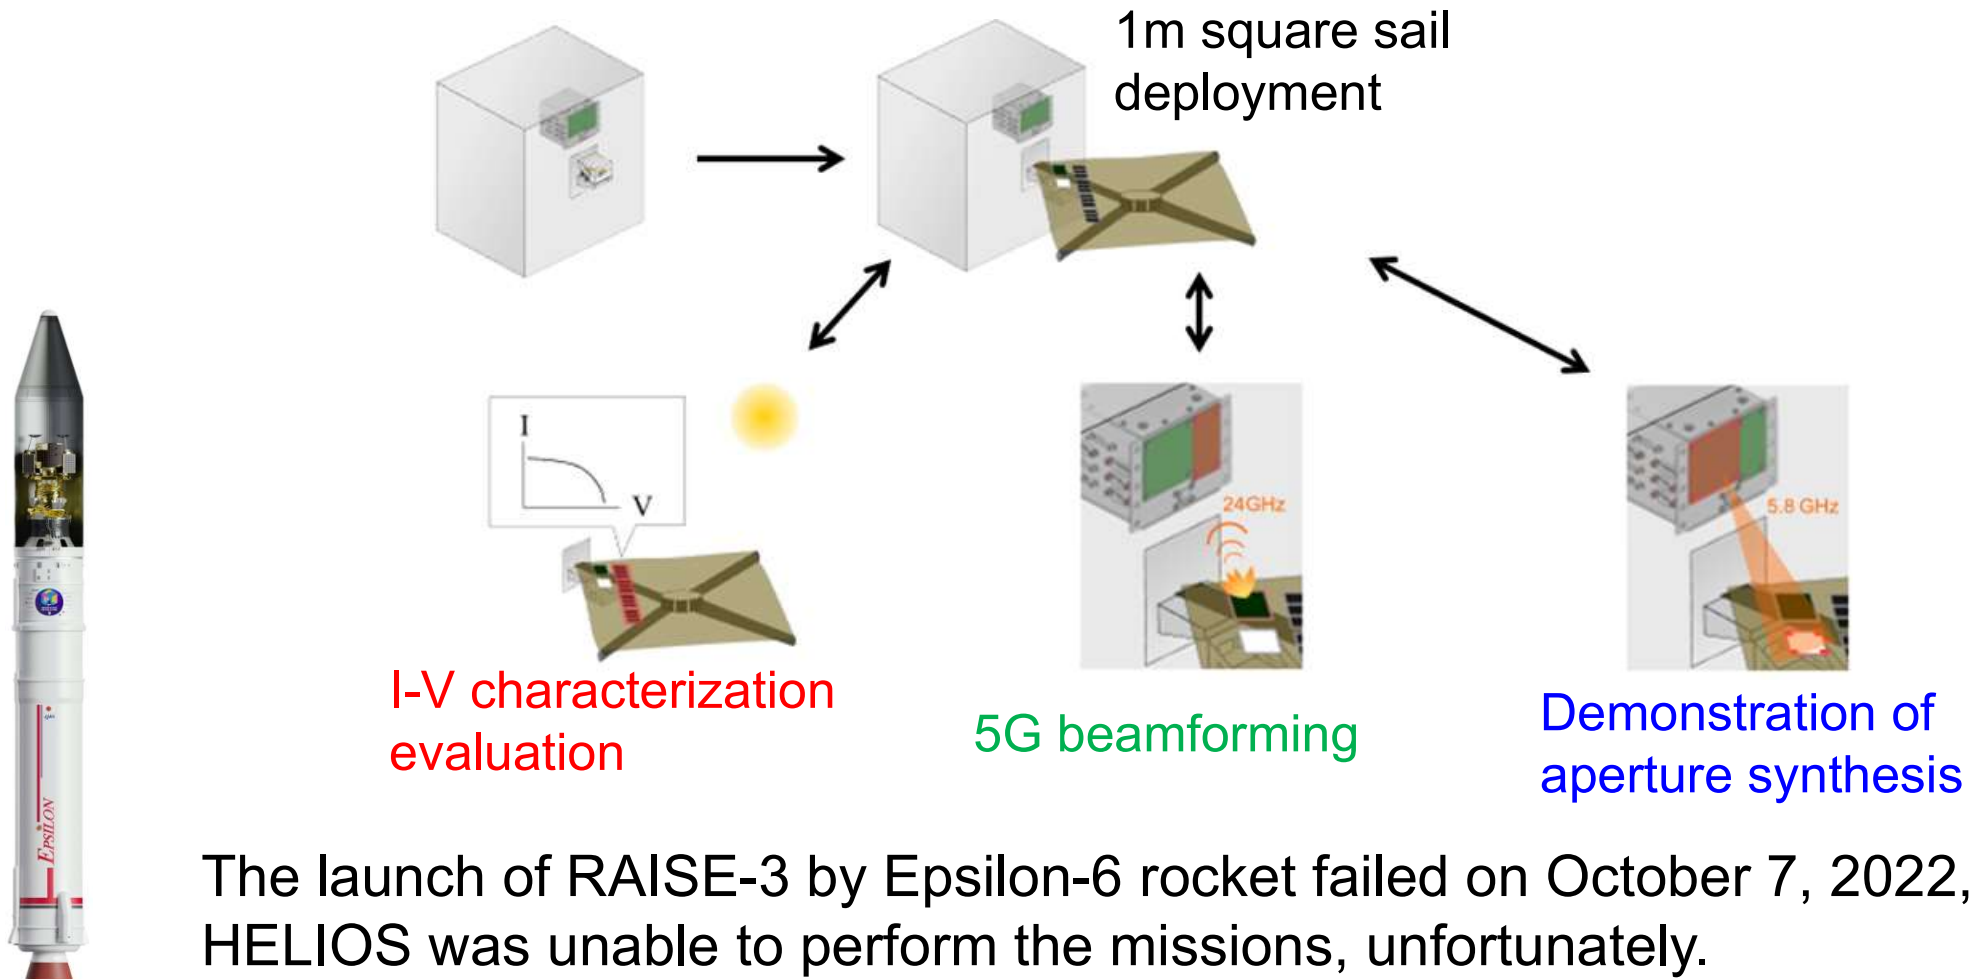 1m square sail
deployment
I
V
24GHz
5.8 GHz
I-V characterization
evaluation
5G beamforming
Demonstration of
aperture synthesis
EPSILON
The launch of RAISE-3 by Epsilon-6 rocket failed on October 7, 2022,
HELIOS was unable to perform the missions, unfortunately.